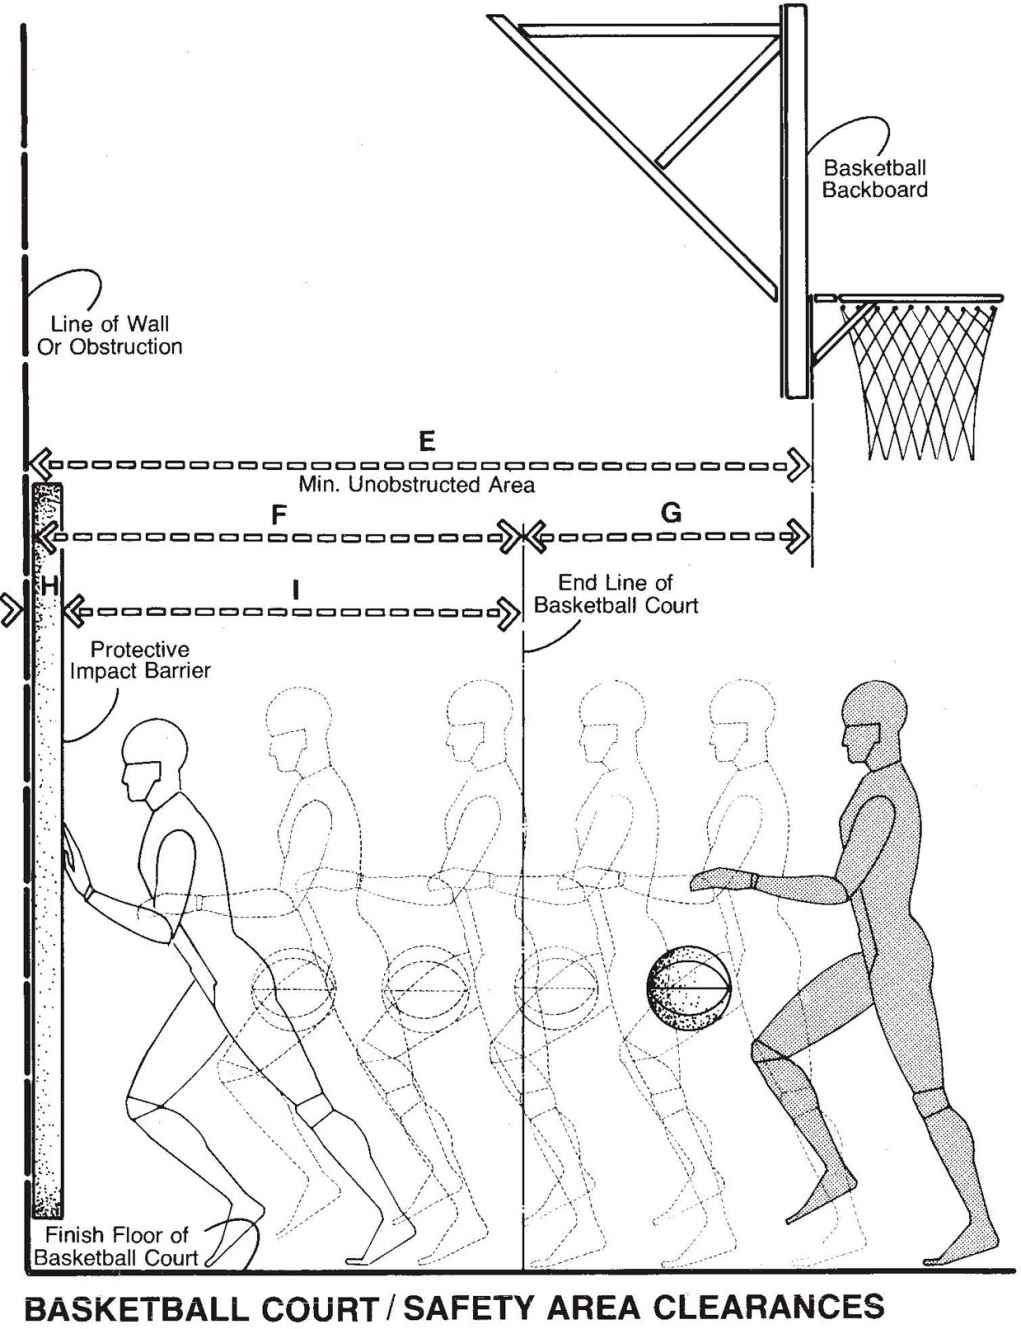 Basketball
Backboard
Line of Wall
Or Obstruction
E
Min. Unobstructed Area
F
G
H
I
End Line of
Basketball Court
Protective
Impact Barrier
Finish Floor of
Basketball Court
BASKETBALL COURT / SAFETY AREA CLEARANCES